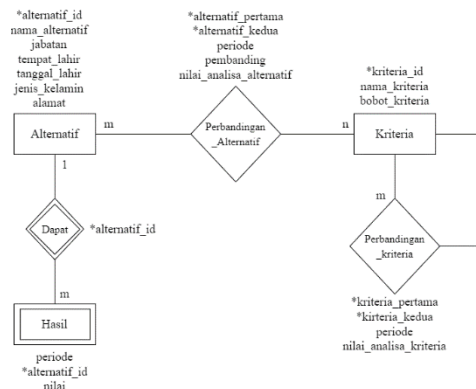 *alternatif_id
nama_alternatif
jabatan
tempat_lahir
tanggal_lahir
jenis_kelamin
alamat
Alternatif
m
*alternatif_pertama
*alternatif_kedua
periode
pembanding
nilai_analisa_alternatif
Perbandingan
_Alternatif
n
*kriteria_id
nama_kriteria
bobot_kriteria
Kriteria
1
Dapat
*alternatif_id
m
Hasil
periode
*alternatif_id
nilai
m
Perbandingan
_kriteria
*kriteria_pertama
*kirteria_kedua
periode
nilai_analisa_kriteria